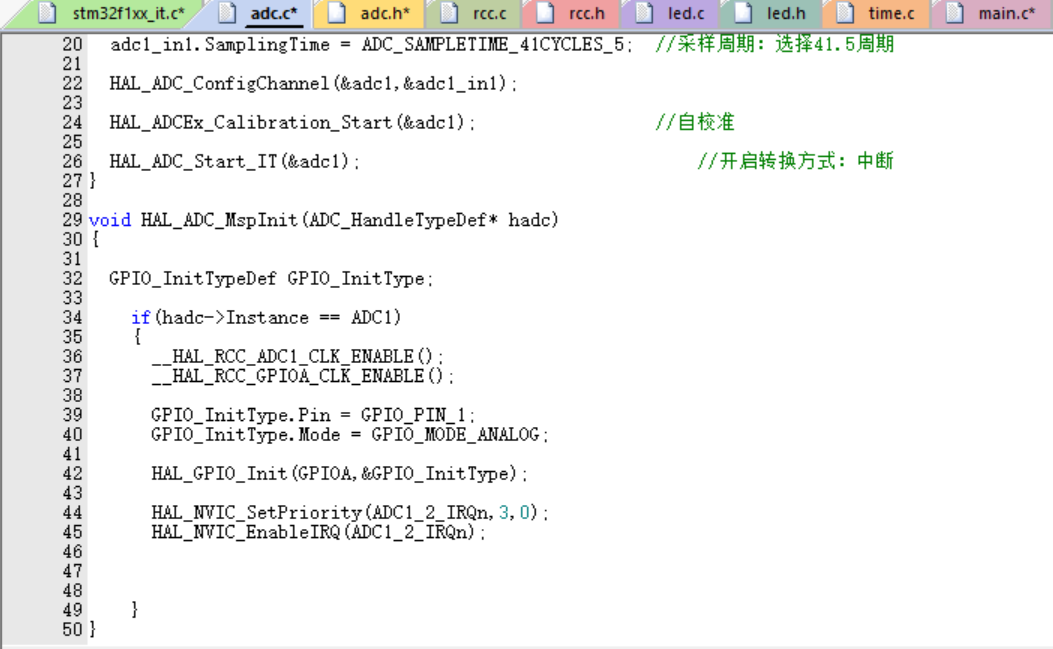 stm32f1xx_it.c* adc.c* adc.h* rcc.c rcc.h led.c led.h time.c main.c*
20 adc1_in1.SamplingTime = ADC_SAMPLETIME_41CYCLES_5; //采样周期：选择41.5周期
21
22 HAL_ADC_ConfigChannel(&adc1,&adc1_in1);
23
24 HAL_ADCEx_Calibration_Start(&adc1); //自校准
25
26 HAL_ADC_Start_IT(&adc1); //开启转换方式：中断
27 }
28
29 void HAL_ADC_MspInit(ADC_HandleTypeDef* hadc)
30 {
31
32 GPIO_InitTypeDef GPIO_InitType;
33
34 if(hadc->Instance == ADC1)
35 {
36 __HAL_RCC_ADC1_CLK_ENABLE();
37 __HAL_RCC_GPIOA_CLK_ENABLE();
38
39 GPIO_InitType.Pin = GPIO_PIN_1;
40 GPIO_InitType.Mode = GPIO_MODE_ANALOG;
41
42 HAL_GPIO_Init(GPIOA,&GPIO_InitType);
43
44 HAL_NVIC_SetPriority(ADC1_2_IRQn,3,0);
45 HAL_NVIC_EnableIRQ(ADC1_2_IRQn);
46
47
48
49 }
50 }